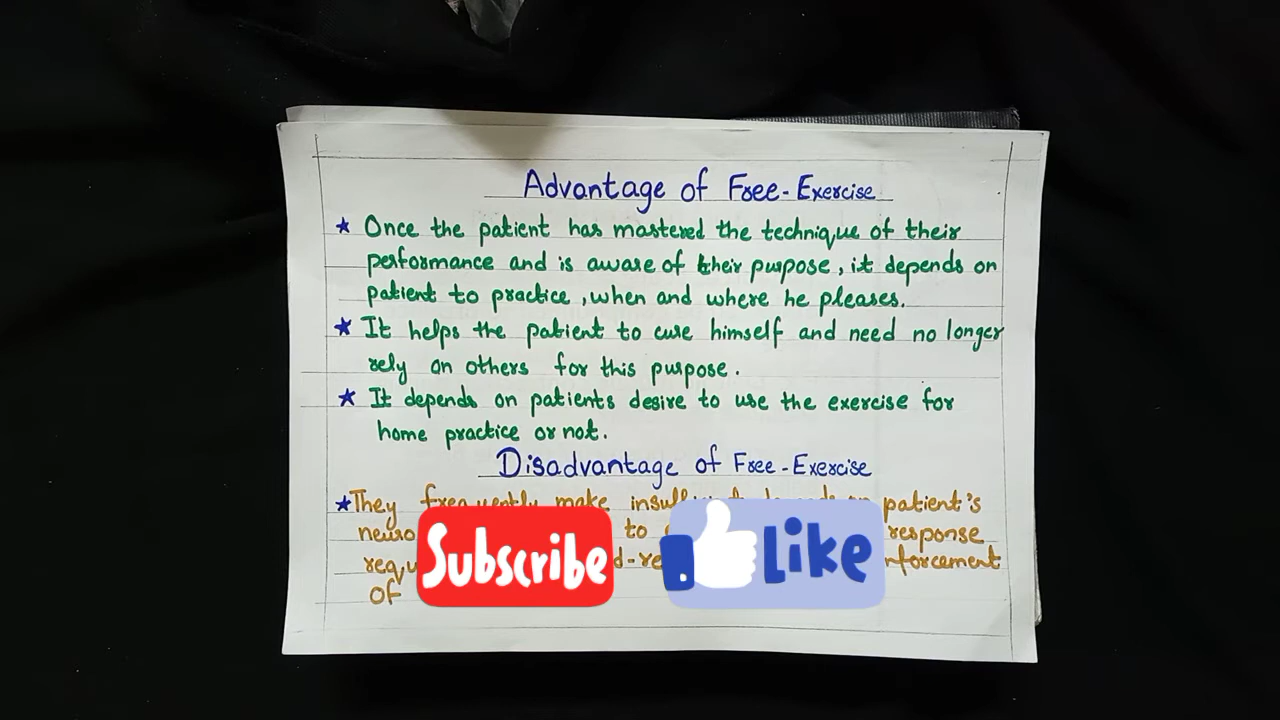 Advantage of Free-Exercise
★ Once the patient has mastered the technique of their
performance and is aware of their purpose, it depends on
patient to practice, when and where he pleases.
★ It helps the patient to cure himself and need no longer
rely on others for this purpose.
★ It depends on patients desire to use the exercise for
home practice or not.
Disadvantage of Free-Exercise
★ They frequently make patient's
to response
of
Subscribe
Like